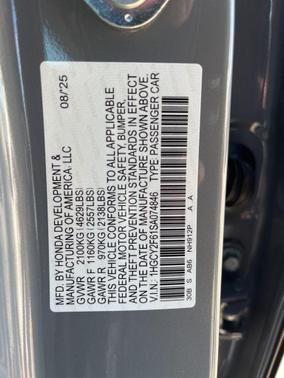 MFD. BY HONDA DEVELOPMENT & 08/'25
MANUFACTURING OF AMERICA, LLC
GVWR 2100KG(4629LBS)
GAWR F 1160KG(2557LBS)
GAWR R 970KG(2138LBS)
THIS VEHICLE CONFORMS TO ALL APPLICABLE
FEDERAL MOTOR VEHICLE SAFETY, BUMPER,
AND THEFT PREVENTION STANDARDS IN EFFECT
ON THE DATE OF MANUFACTURE SHOWN ABOVE.
V.I.N. 1HGCY2F61SA074846 TYPE: PASSENGER CAR
30B S AB6 NH912P A A